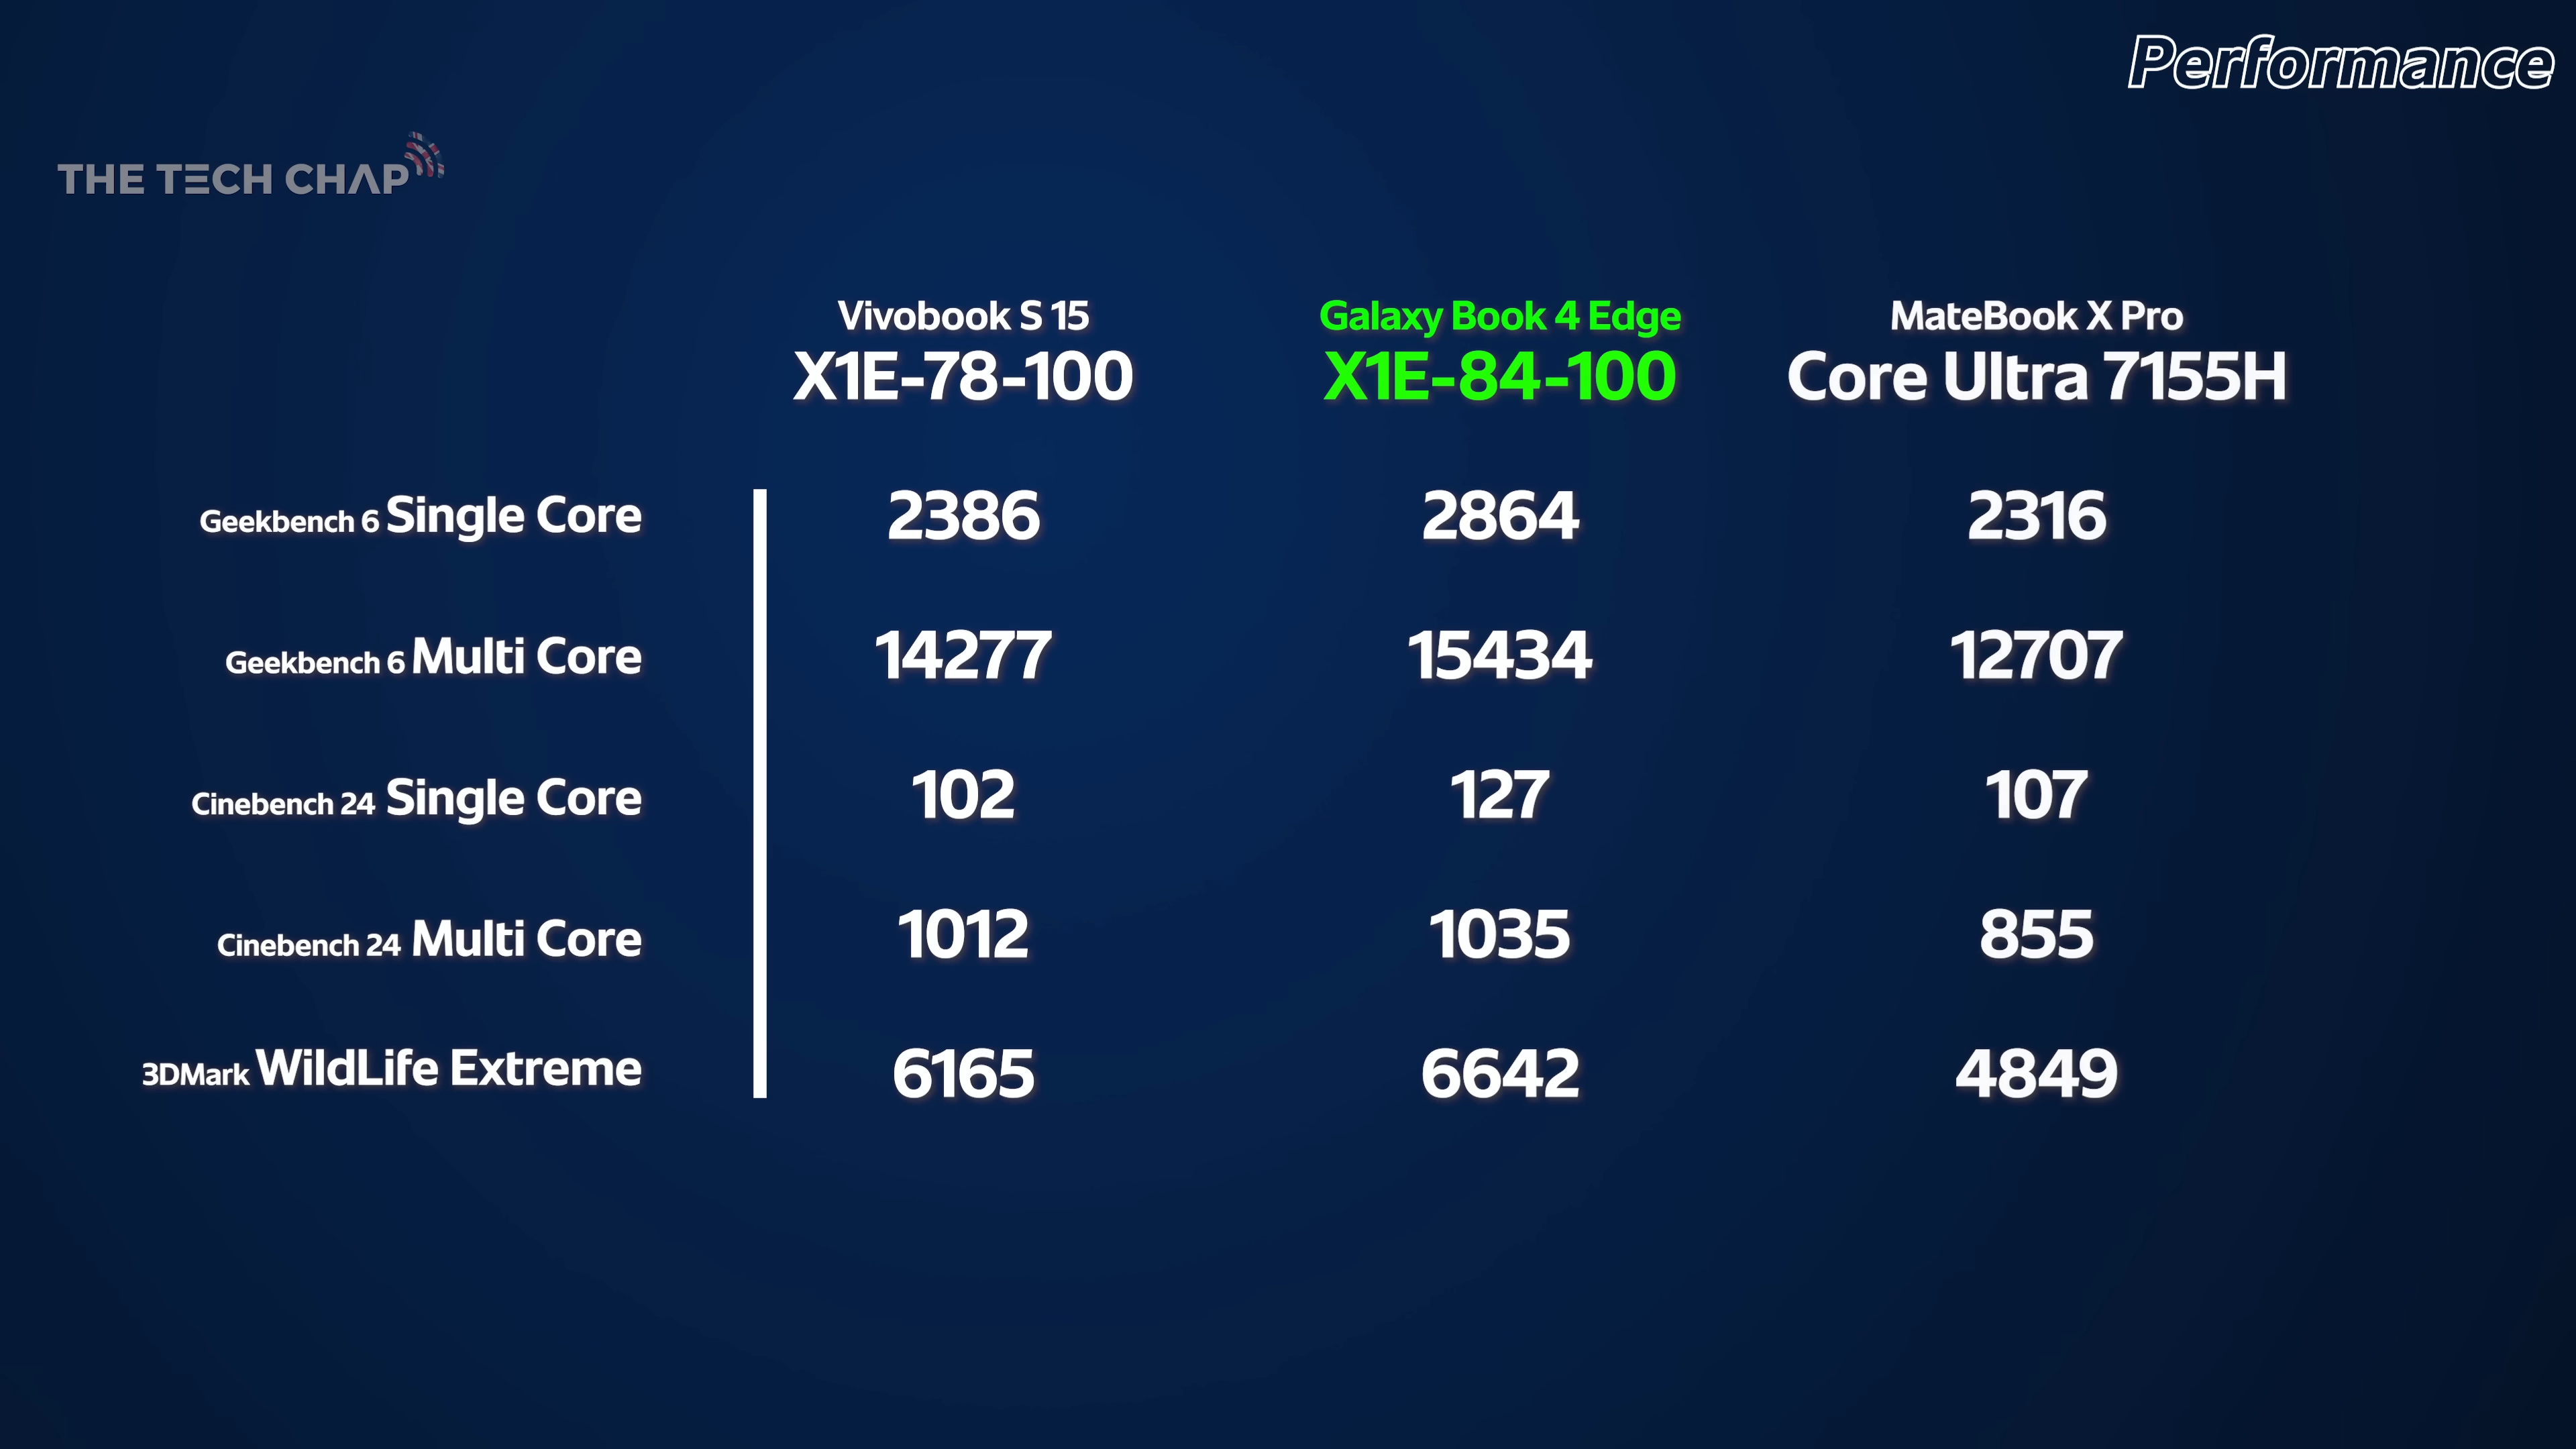 Performance
THE TECH CHAP
Vivobook S 15 Galaxy Book 4 Edge MateBook X Pro
X1E-78-100 X1E-84-100 Core Ultra 7155H
Geekbench 6 Single Core 2386 2864 2316
Geekbench 6 Multi Core 14277 15434 12707
Cinebench 24 Single Core 102 127 107
Cinebench 24 Multi Core 1012 1035 855
3DMark WildLife Extreme 6165 6642 4849